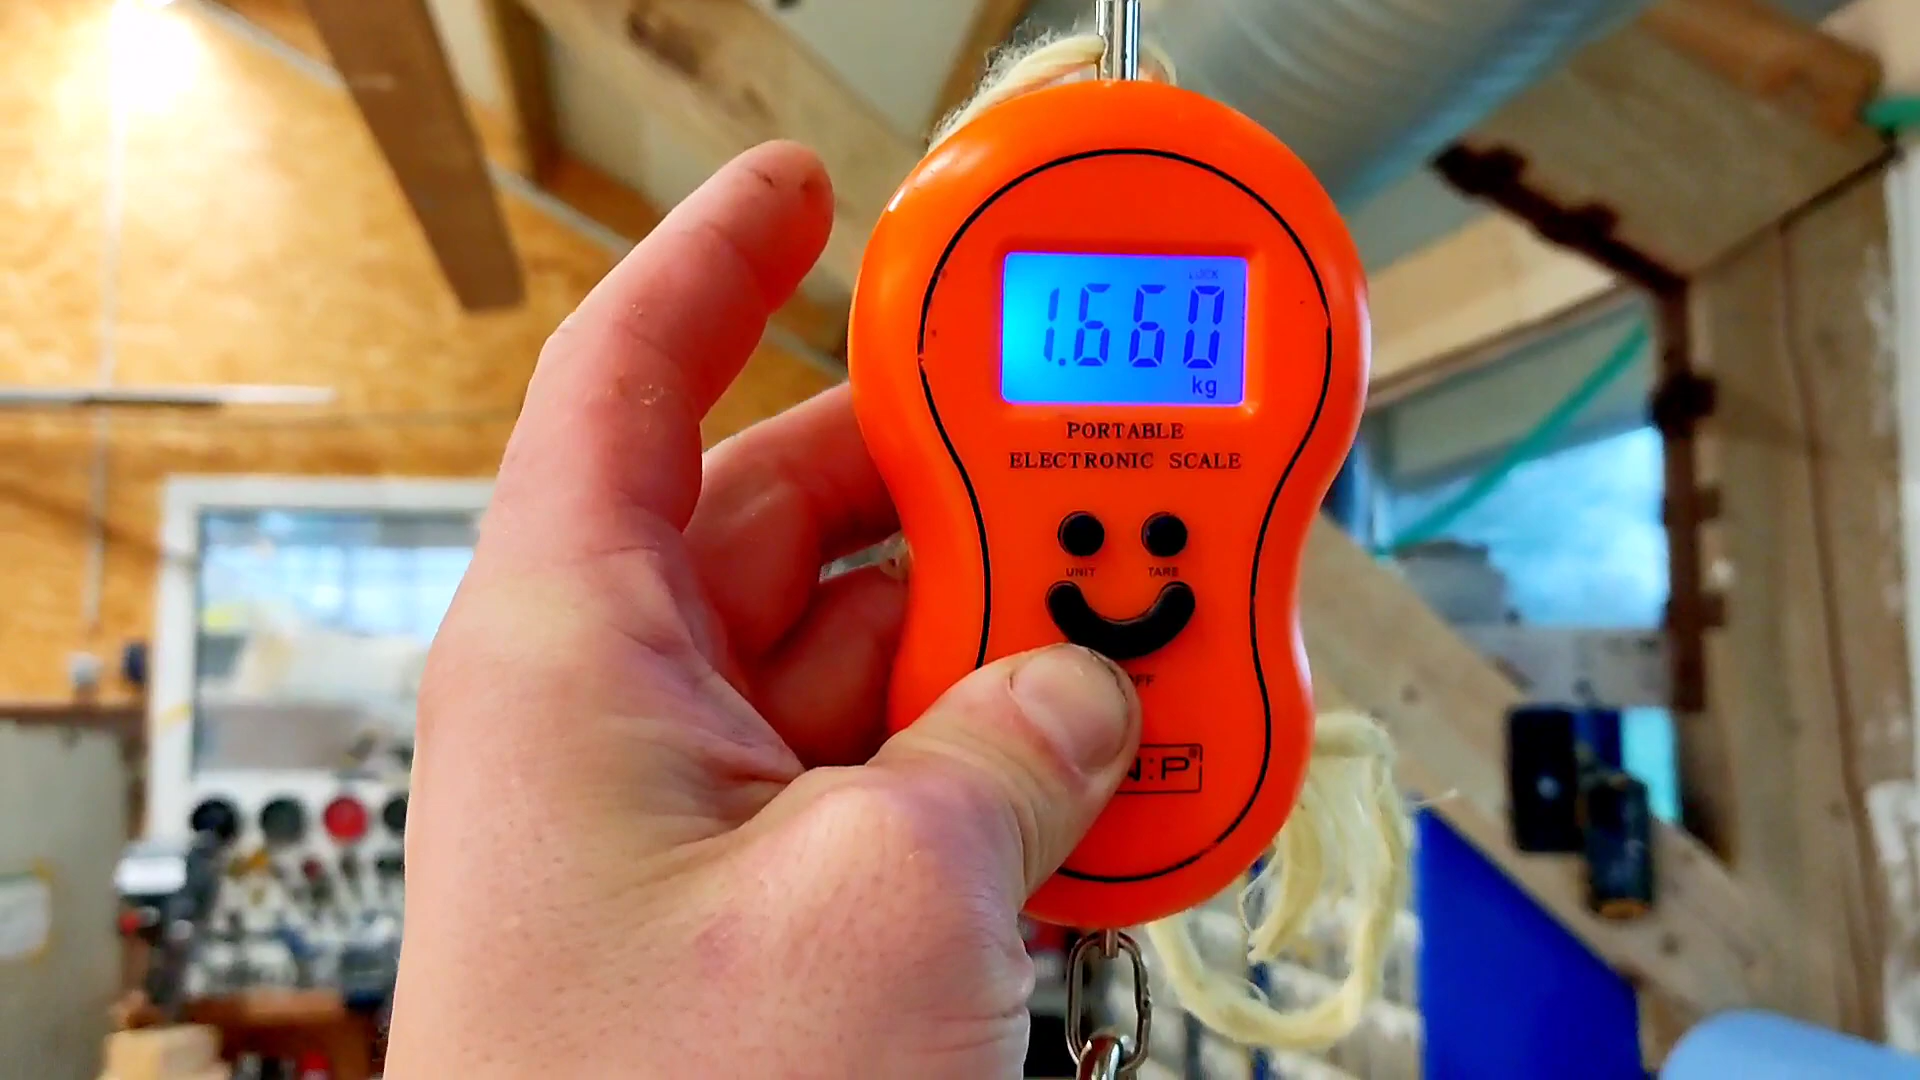 LOCK
1.660
kg
PORTABLE
ELECTRONIC SCALE
UNIT TARE